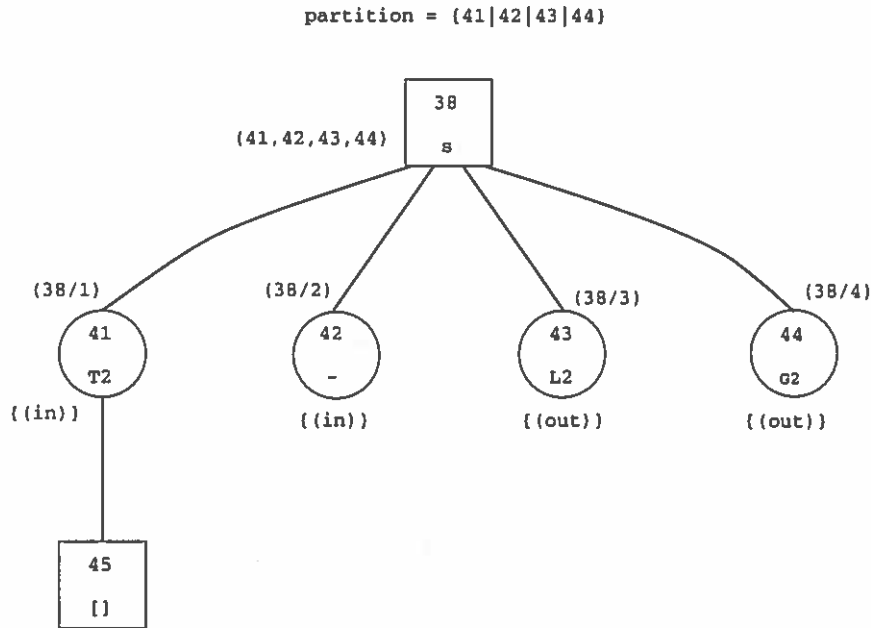 partition = {41|42|43|44}
38
(41,42,43,44)
s
(38/1)
(38/2)
(38/3)
(38/4)
41
42
43
44
T2
-
L2
G2
{(in)}
{(in)}
{(out)}
{(out)}
45
[]